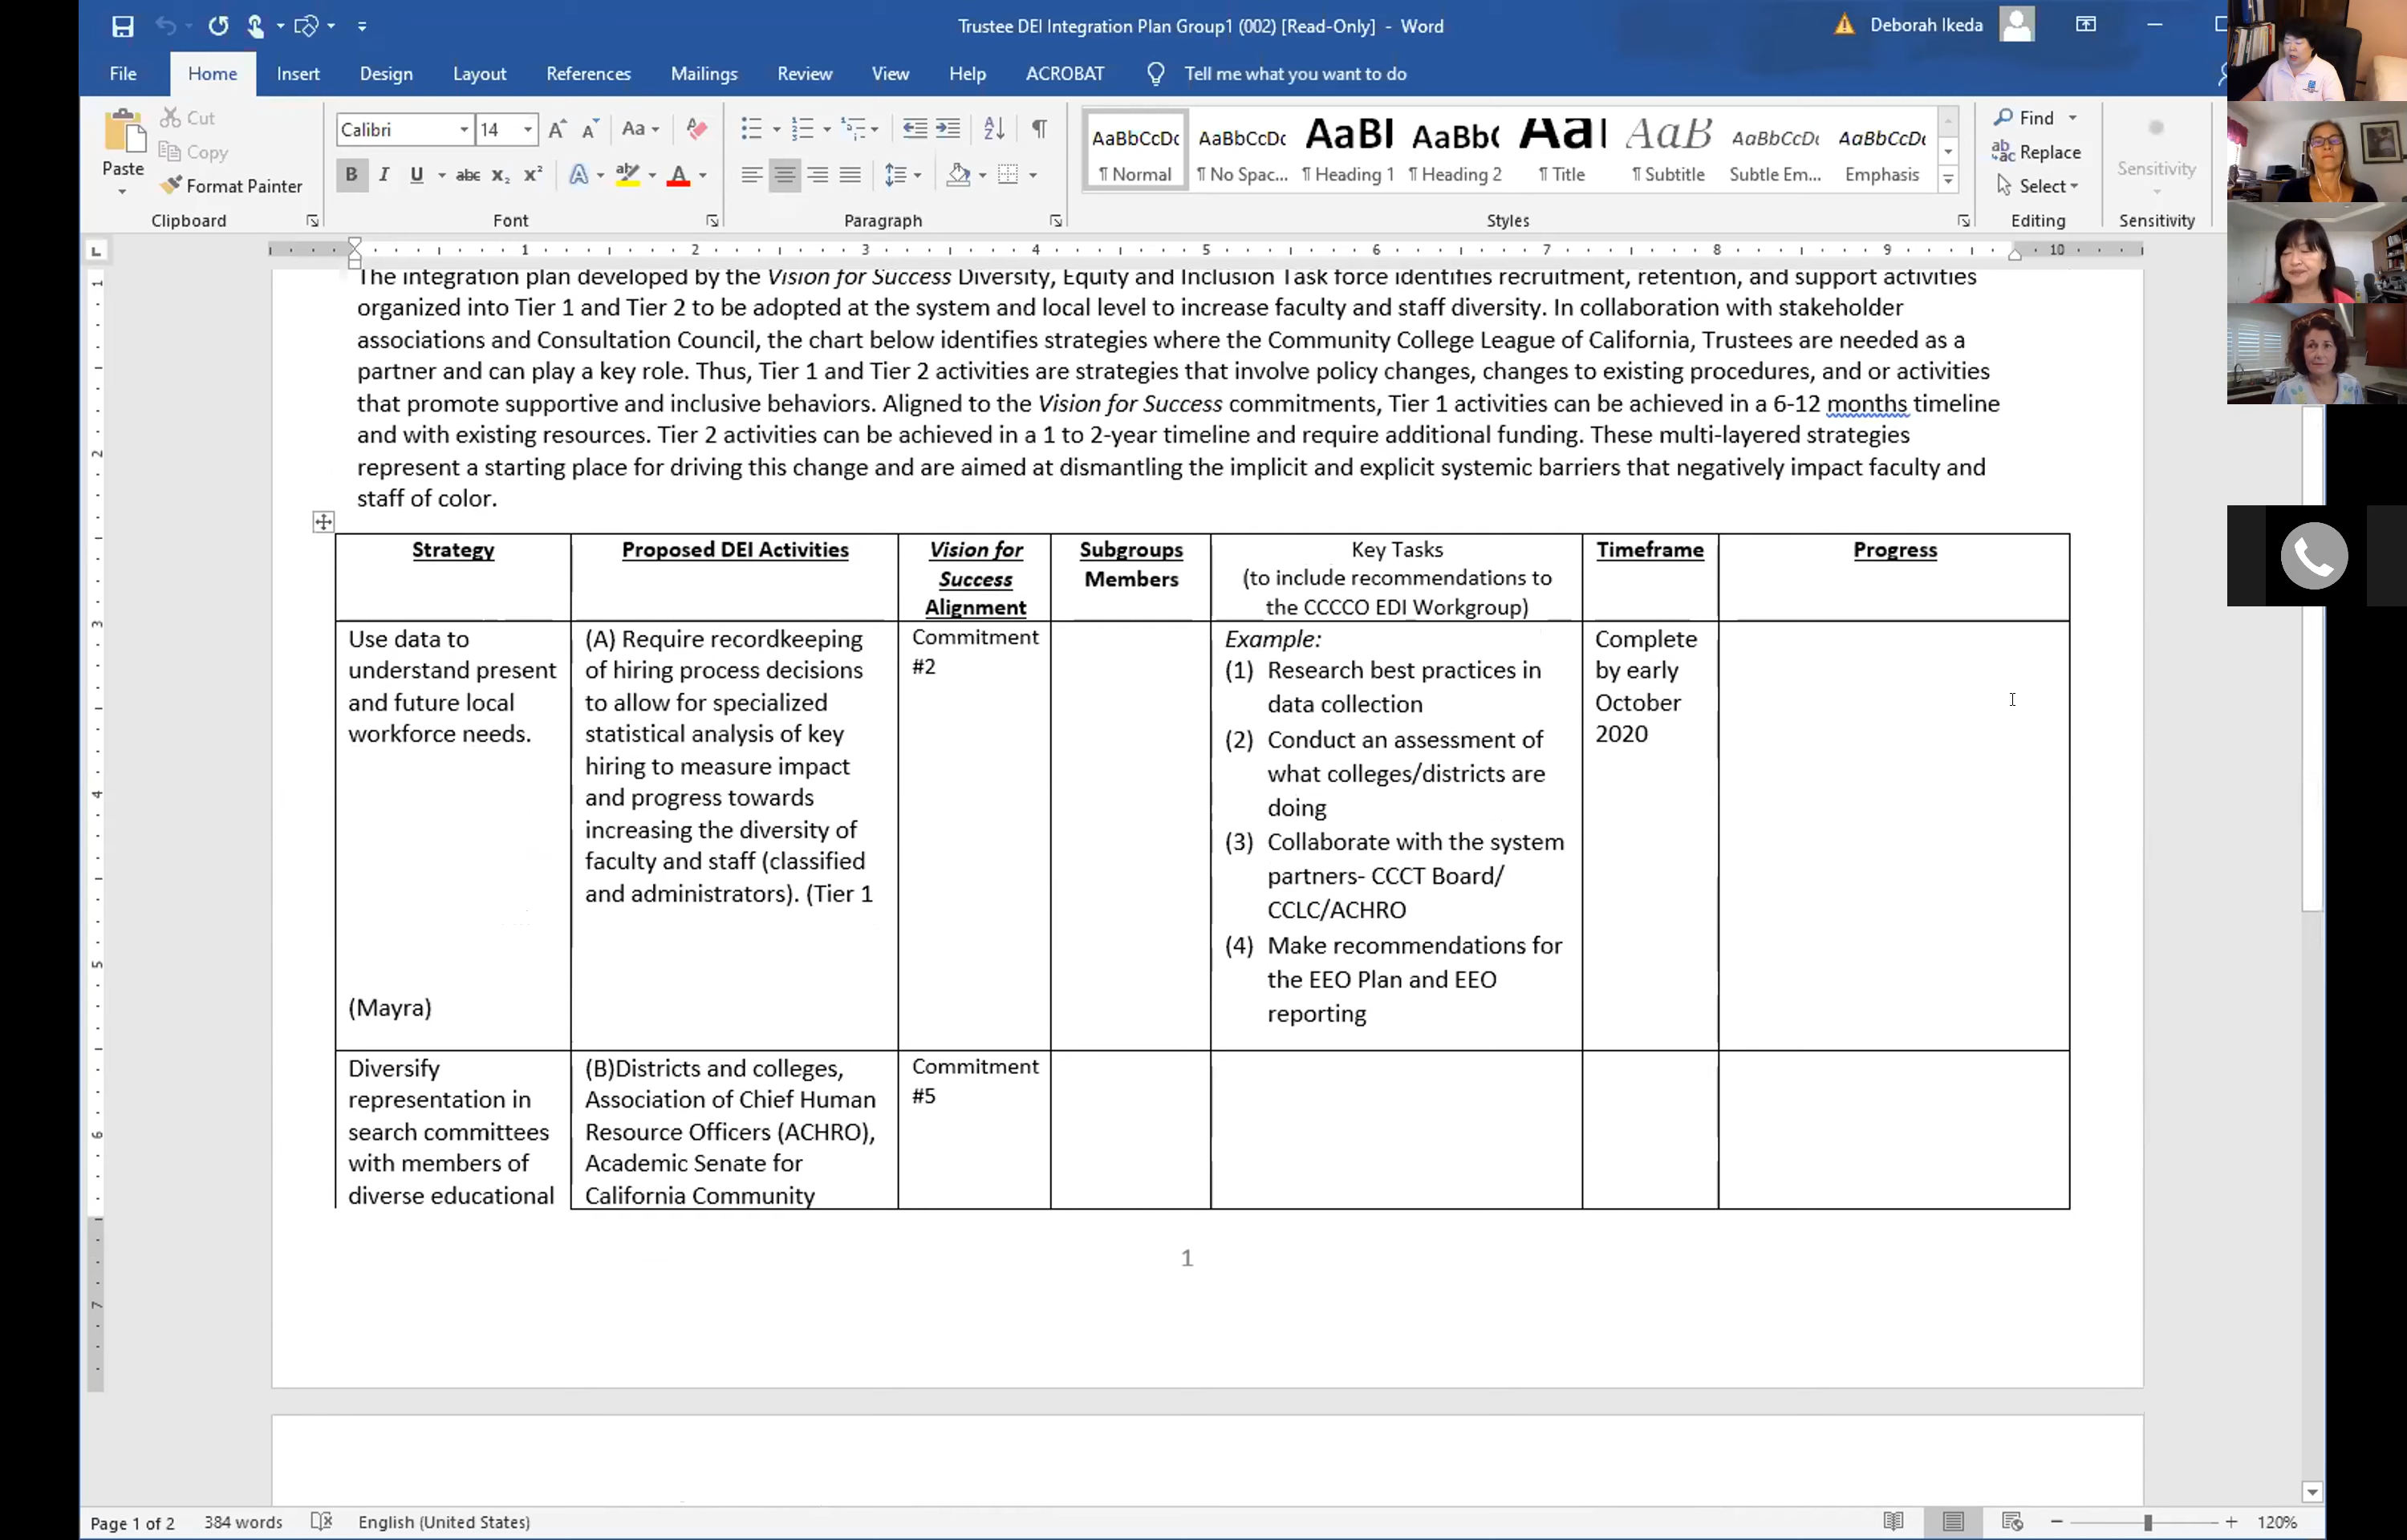 Trustee DEI Integration Plan Group1 (002) [Read-Only] - Word
Deborah Ikeda
File Home Insert Design Layout References Mailings Review View Help ACROBAT Tell me what you want to do
Paste
Cut
Copy
Format Painter
Clipboard
Calibri 14
Font
Paragraph
AaBbCcDc AaBbCcDc AaBl AaBb( Aal AaB AaBbCcDc AaBbCcDc
¶ Normal ¶ No Spac... ¶ Heading 1 ¶ Heading 2 ¶ Title ¶ Subtitle Subtle Em... Emphasis
Styles
Find
Replace
Select
Editing
Sensitivity
Sensitivity
1 2 3 4 5 6 7 8 9 10
The integration plan developed by the Vision for Success Diversity, Equity and Inclusion Task force identifies recruitment, retention, and support activities
organized into Tier 1 and Tier 2 to be adopted at the system and local level to increase faculty and staff diversity. In collaboration with stakeholder
associations and Consultation Council, the chart below identifies strategies where the Community College League of California, Trustees are needed as a
partner and can play a key role. Thus, Tier 1 and Tier 2 activities are strategies that involve policy changes, changes to existing procedures, and or activities
that promote supportive and inclusive behaviors. Aligned to the Vision for Success commitments, Tier 1 activities can be achieved in a 6-12 months timeline
and with existing resources. Tier 2 activities can be achieved in a 1 to 2-year timeline and require additional funding. These multi-layered strategies
represent a starting place for driving this change and are aimed at dismantling the implicit and explicit systemic barriers that negatively impact faculty and
staff of color.
Strategy
Proposed DEI Activities
Vision for
Success
Alignment
Subgroups
Members
Key Tasks
(to include recommendations to
the CCCCO EDI Workgroup)
Timeframe
Progress
Use data to
understand present
and future local
workforce needs.
(Mayra)
(A) Require recordkeeping
of hiring process decisions
to allow for specialized
statistical analysis of key
hiring to measure impact
and progress towards
increasing the diversity of
faculty and staff (classified
and administrators). (Tier 1
Commitment
#2
Example:
(1) Research best practices in
data collection
(2) Conduct an assessment of
what colleges/districts are
doing
(3) Collaborate with the system
partners- CCCT Board/
CCLC/ACHRO
(4) Make recommendations for
the EEO Plan and EEO
reporting
Complete
by early
October
2020
Diversify
representation in
search committees
with members of
diverse educational
(B)Districts and colleges,
Association of Chief Human
Resource Officers (ACHRO),
Academic Senate for
California Community
Commitment
#5
1
Page 1 of 2 384 words English (United States) 120%